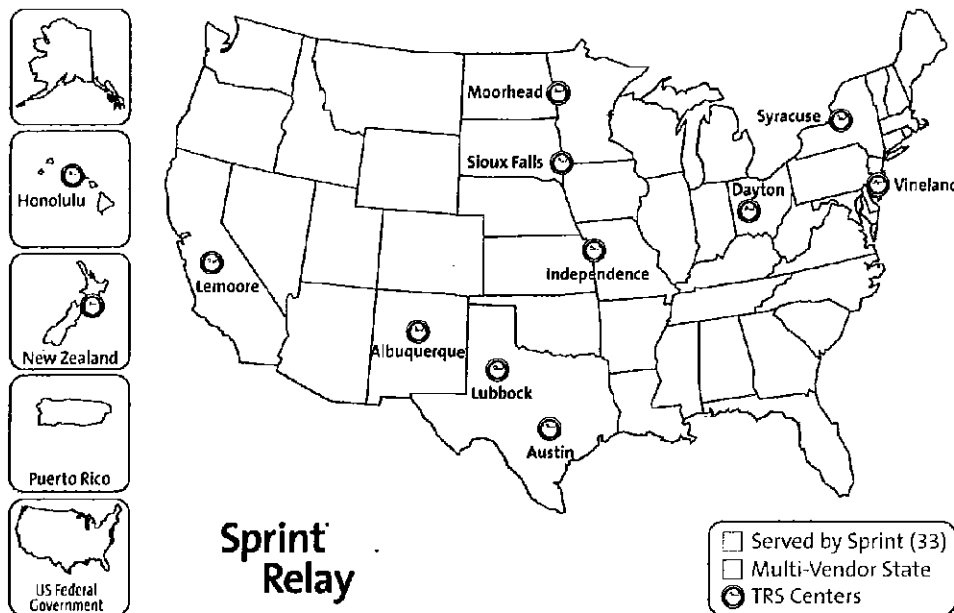 Honolulu
New Zealand
Puerto Rico
US Federal
Government
Moorhead
Sioux Falls
Syracuse
Vineland
Dayton
Independence
Lemoore
Albuquerque
Lubbock
Austin
Sprint
Relay
Served by Sprint (33)
Multi-Vendor State
TRS Centers